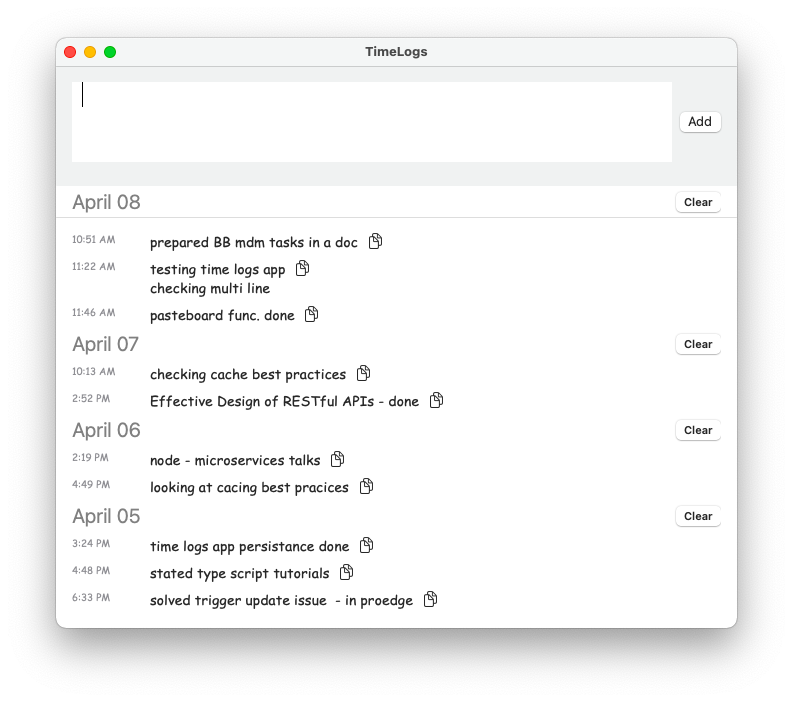 TimeLogs
Add
April 08 Clear
10:51 AM prepared BB mdm tasks in a doc
11:22 AM testing time logs app
checking multi line
11:46 AM pasteboard func. done
April 07 Clear
10:13 AM checking cache best practices
2:52 PM Effective Design of RESTful APIs - done
April 06 Clear
2:19 PM node - microservices talks
4:49 PM looking at cacing best pracices
April 05 Clear
3:24 PM time logs app persistance done
4:48 PM stated type script tutorials
6:33 PM solved trigger update issue  - in proedge